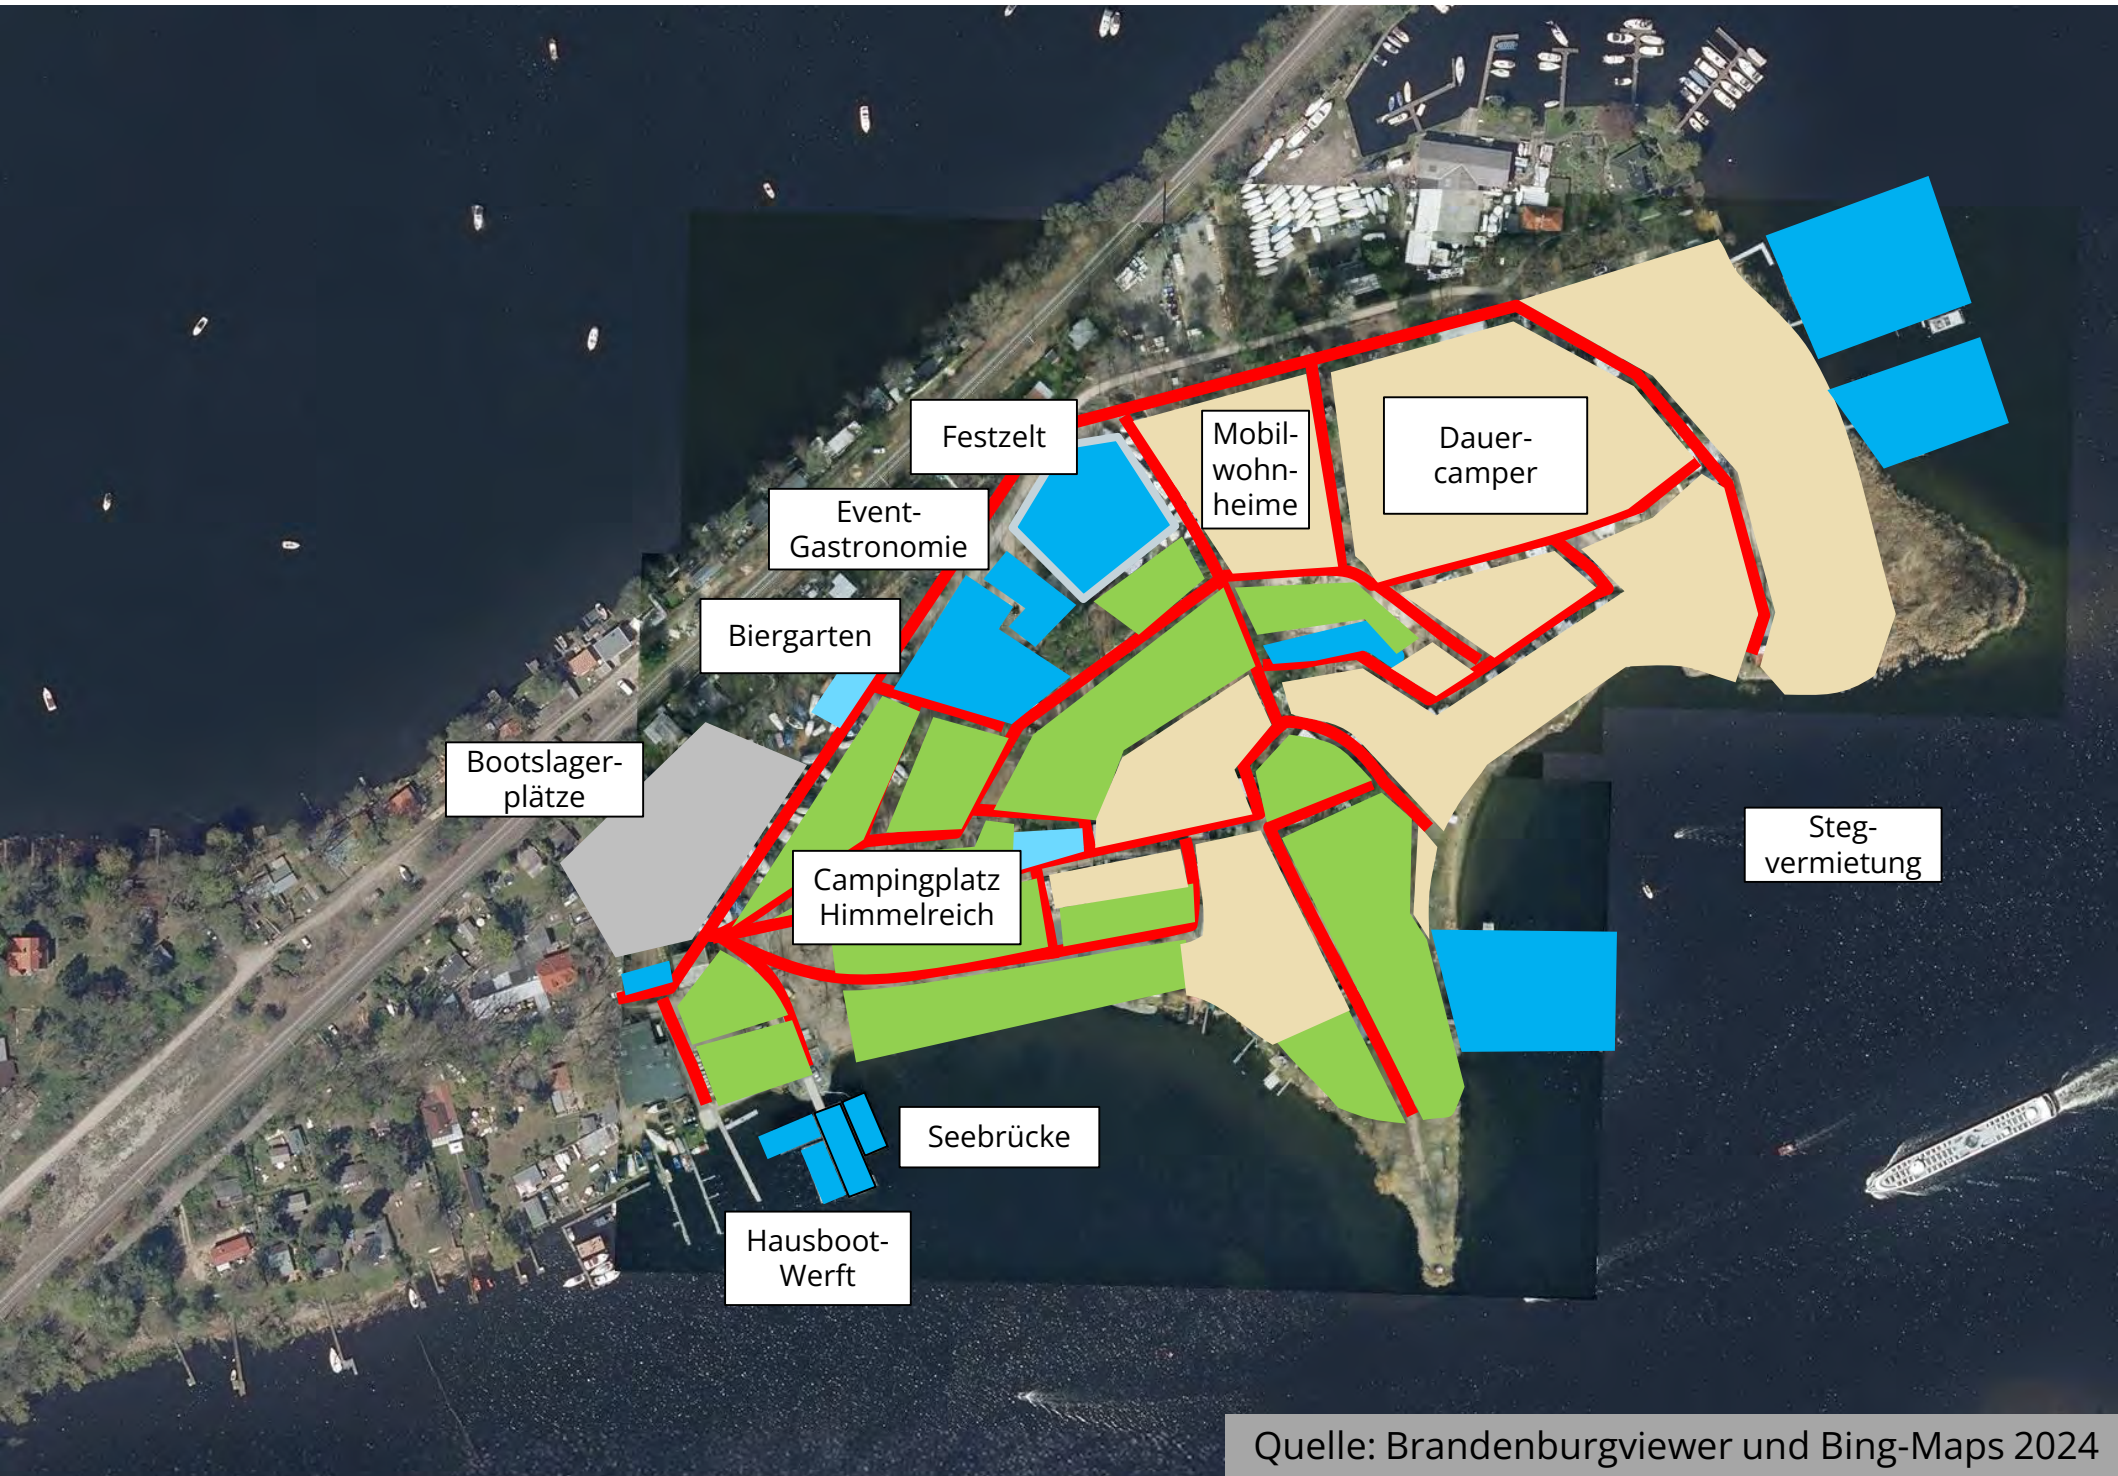 Festzelt
Mobil-
wohn-
heime
Dauer-
camper
Event-
Gastronomie
Biergarten
Bootslager-
plätze
Steg-
vermietung
Campingplatz
Himmelreich
Seebrücke
Hausboot-
Werft
Quelle: Brandenburgviewer und Bing-Maps 2024